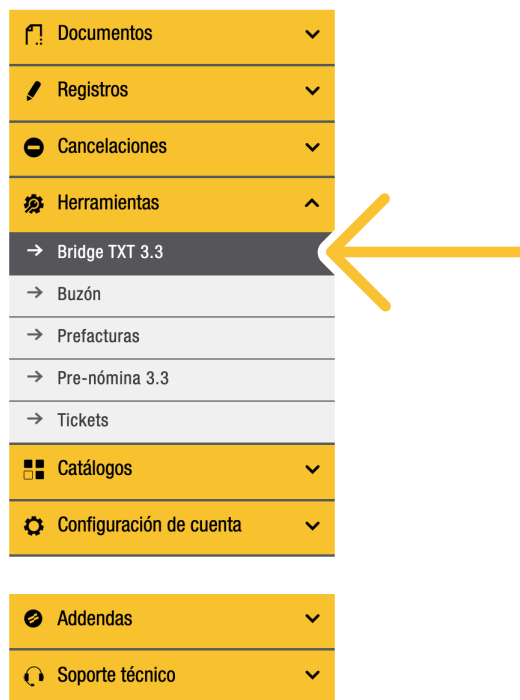 Documentos
Registros
Cancelaciones
Herramientas
Bridge TXT 3.3
Buzón
Prefacturas
Pre-nómina 3.3
Tickets
Catálogos
Configuración de cuenta
Addendas
Soporte técnico